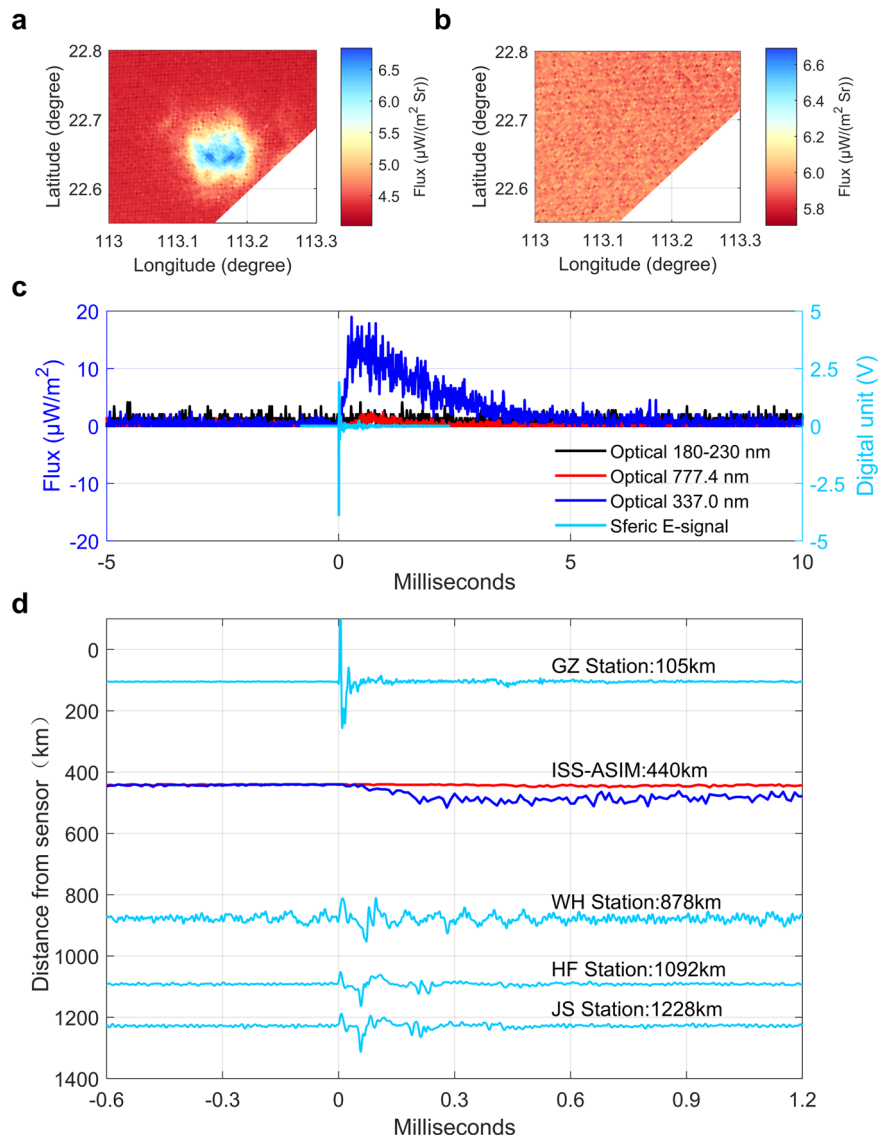 a
22.8
22.7
22.6
113
113.1
113.2
113.3
Latitude (degree)
Longitude (degree)
6.5
6.0
5.5
5.0
4.5
Flux (μW/(m² Sr))
b
22.8
22.7
22.6
113
113.1
113.2
113.3
Latitude (degree)
Longitude (degree)
6.6
6.4
6.2
6.0
5.8
Flux (μW/(m² Sr))
c
20
10
0
-10
-20
Flux (μW/m²)
5
2.5
0
-2.5
-5
Digital unit (V)
Optical 180-230 nm
Optical 777.4 nm
Optical 337.0 nm
Sferic E-signal
-5
0
5
10
Milliseconds
d
0
200
400
600
800
1000
1200
1400
Distance from sensor（km）
GZ Station:105km
ISS-ASIM:440km
WH Station:878km
HF Station:1092km
JS Station:1228km
-0.6
-0.3
0
0.3
0.6
0.9
1.2
Milliseconds